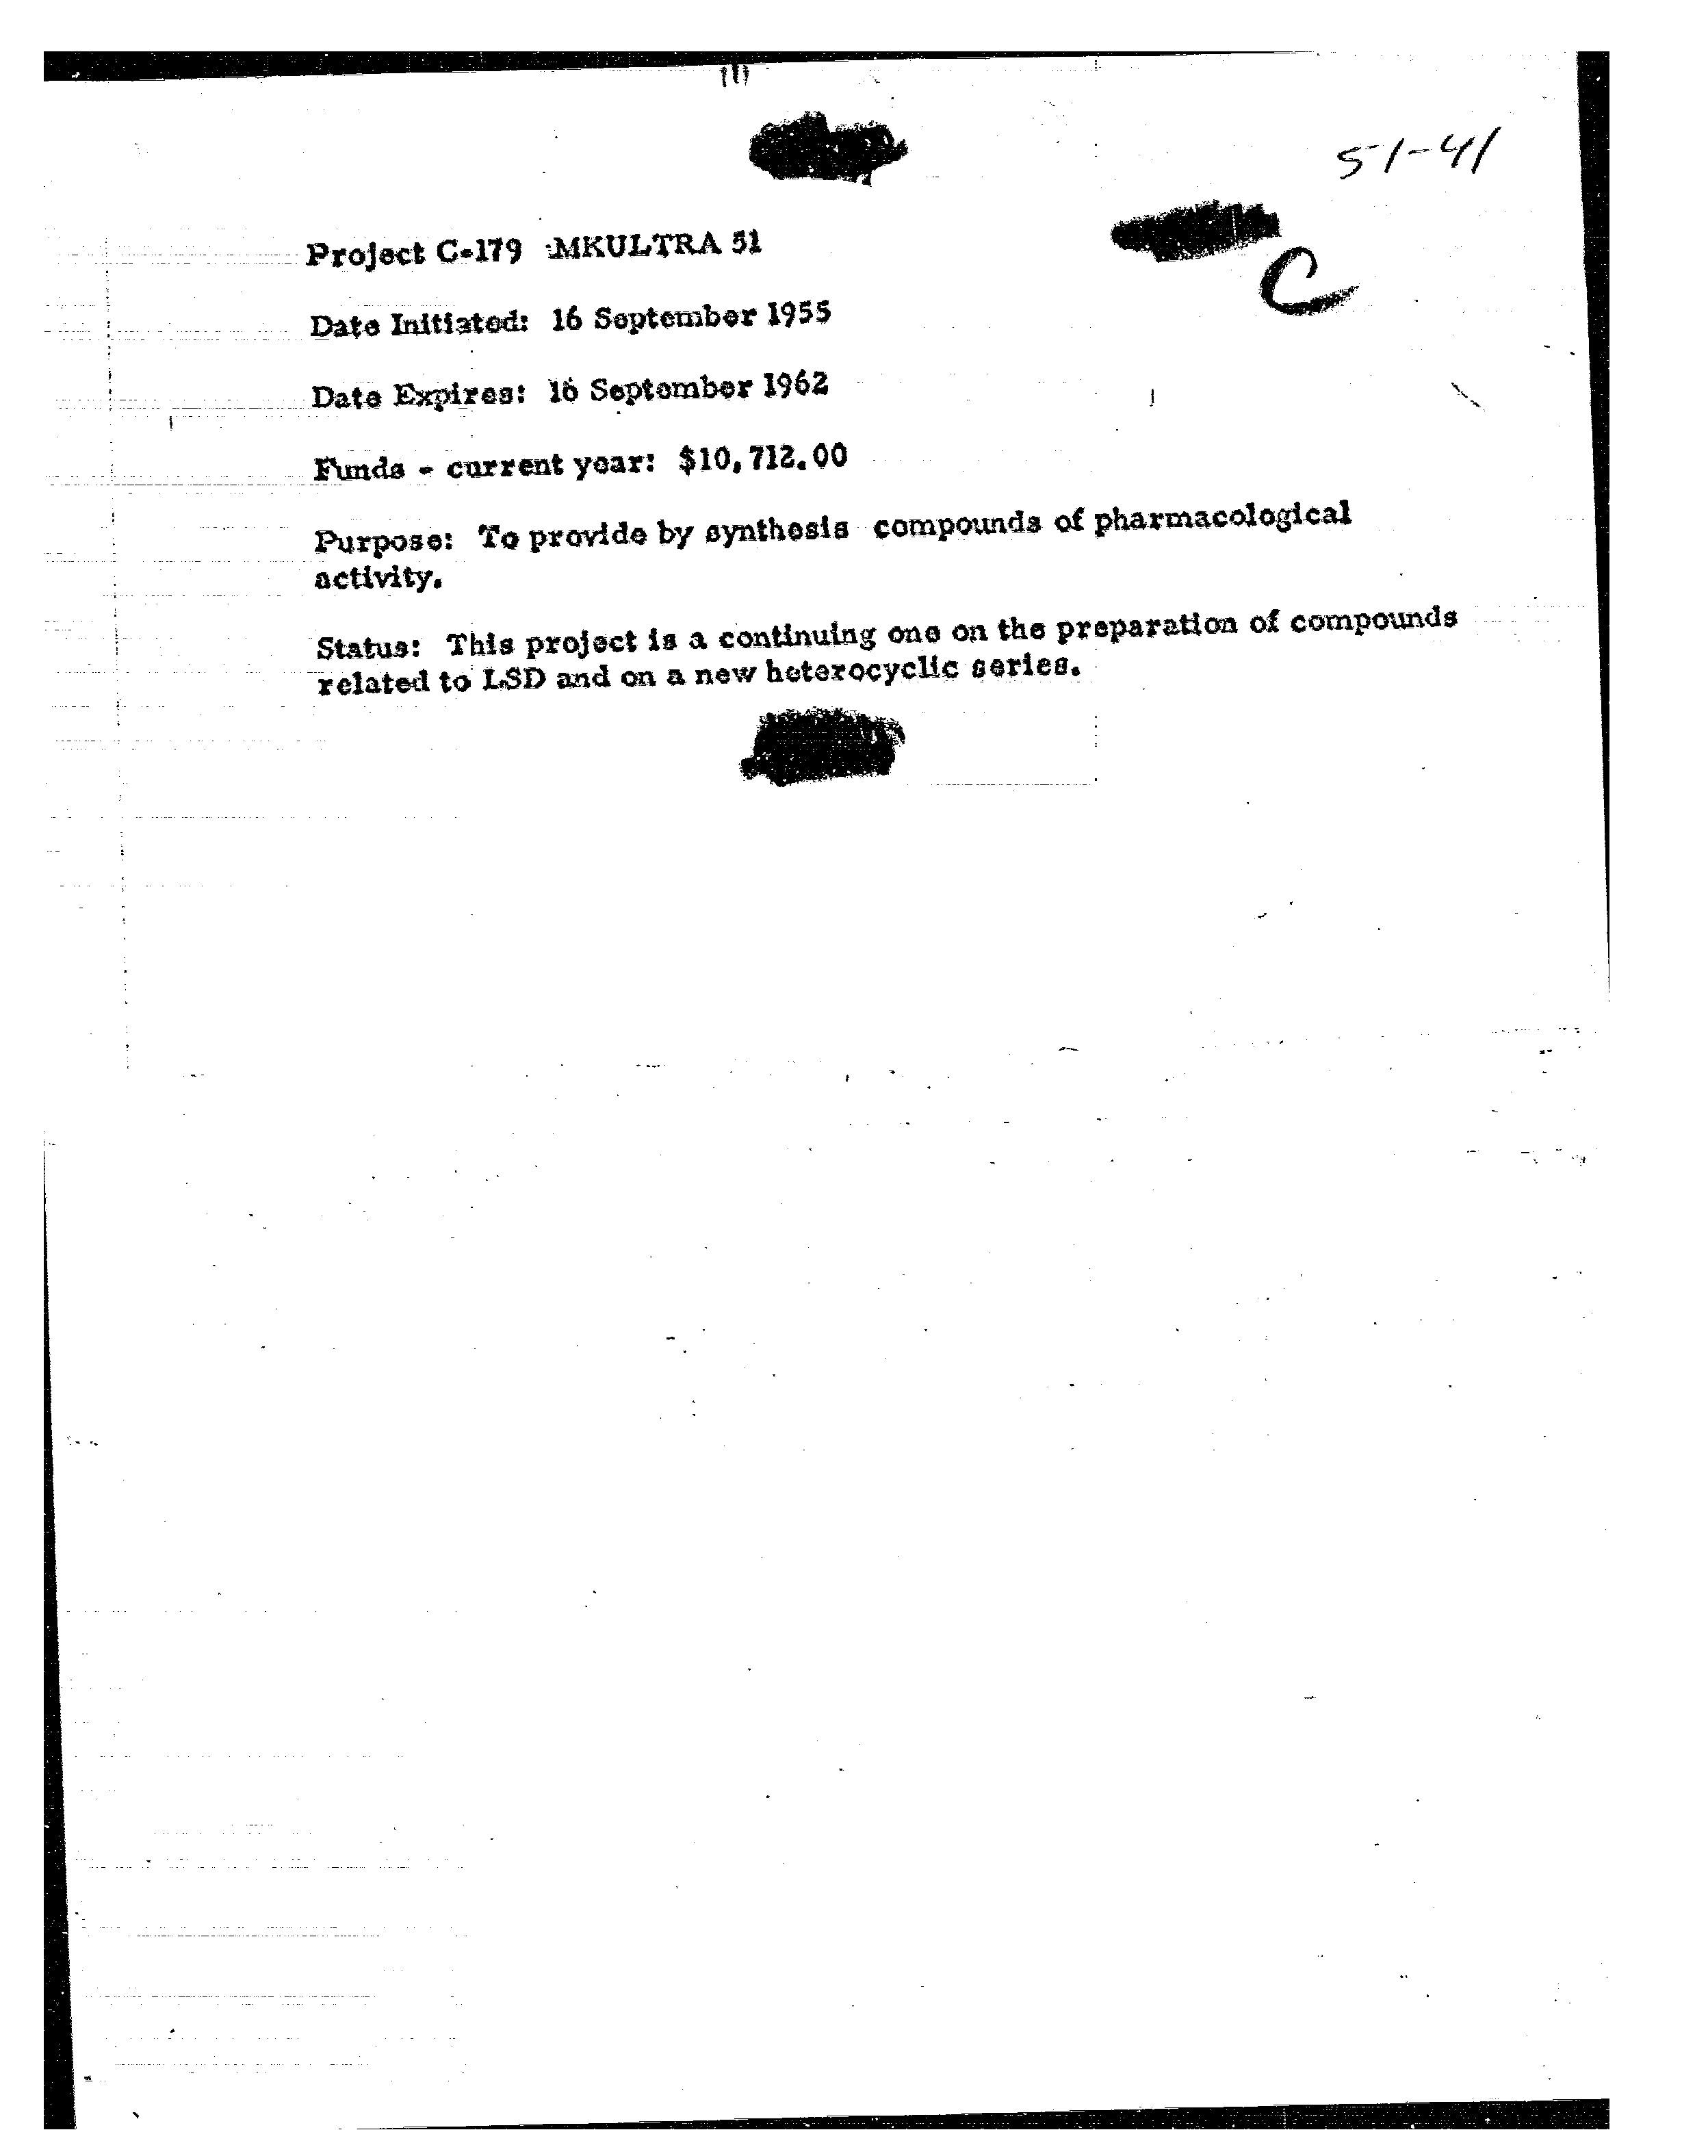 51-41
C
Project C-179 MKULTRA 51
Date Initiated: 16 September 1955
Date Expires: 16 September 1962
Funds - current year: $10,712.00
Purpose: To provide by synthesis compounds of pharmacological
activity.
Status: This project is a continuing one on the preparation of compounds
related to LSD and on a new heterocyclic series.